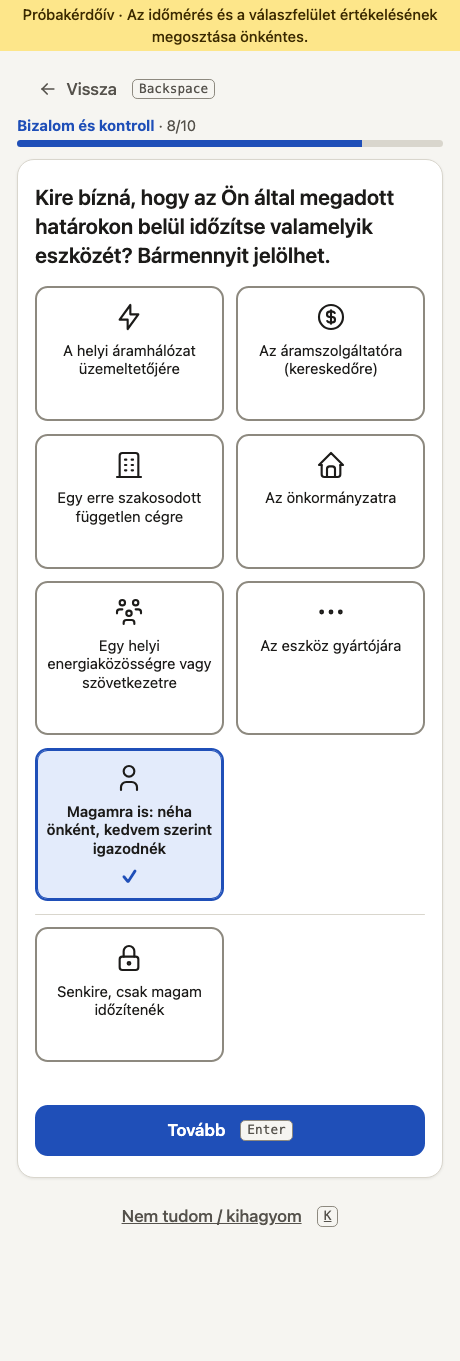 Próbakérdőív · Az időmérés és a válaszfelület értékelésének
megosztása önkéntes.
← Vissza Backspace
Bizalom és kontroll · 8/10
Kire bízná, hogy az Ön által megadott
határokon belül időzítse valamelyik
eszközét? Bármennyit jelölhet.
A helyi áramhálózat
üzemeltetőjére
Az áramszolgáltatóra
(kereskedőre)
Egy erre szakosodott
független cégre
Az önkormányzatra
Egy helyi
energiaközösségre vagy
szövetkezetre
Az eszköz gyártójára
Magamra is: néha
önként, kedvem szerint
igazodnék
Senkire, csak magam
időzítenék
Tovább Enter
Nem tudom / kihagyom K